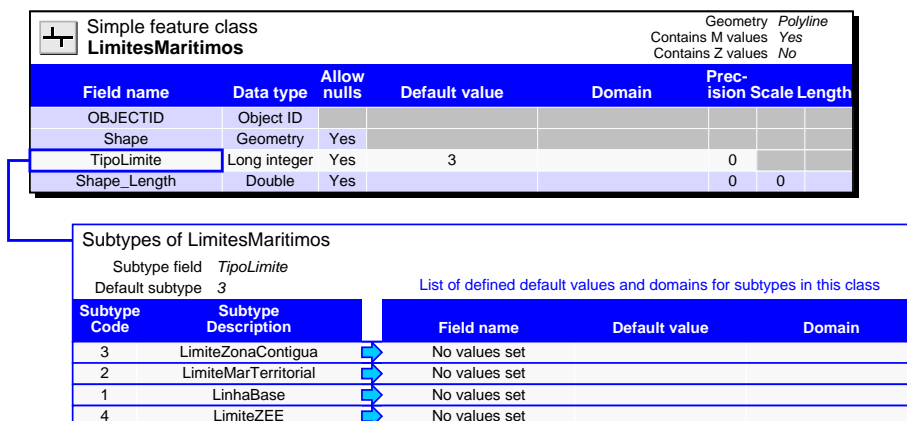 Simple feature class
LimitesMaritimos
Geometry Polyline
Contains M values Yes
Contains Z values No
Field name Data type Allow nulls Default value Domain Prec-ision Scale Length
OBJECTID Object ID
Shape Geometry Yes
TipoLimite Long integer Yes 3 0
Shape_Length Double Yes 0 0
Subtypes of LimitesMaritimos
Subtype field TipoLimite
Default subtype 3
List of defined default values and domains for subtypes in this class
Subtype Code Subtype Description Field name Default value Domain
3 LimiteZonaContigua No values set
2 LimiteMarTerritorial No values set
1 LinhaBase No values set
4 LimiteZEE No values set